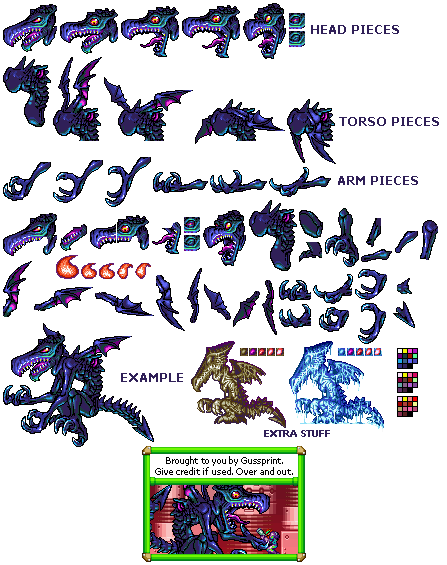 HEAD PIECES
TORSO PIECES
ARM PIECES
EXAMPLE
EXTRA STUFF
Brought to you by Gussprint.
Give credit if used. Over and out.